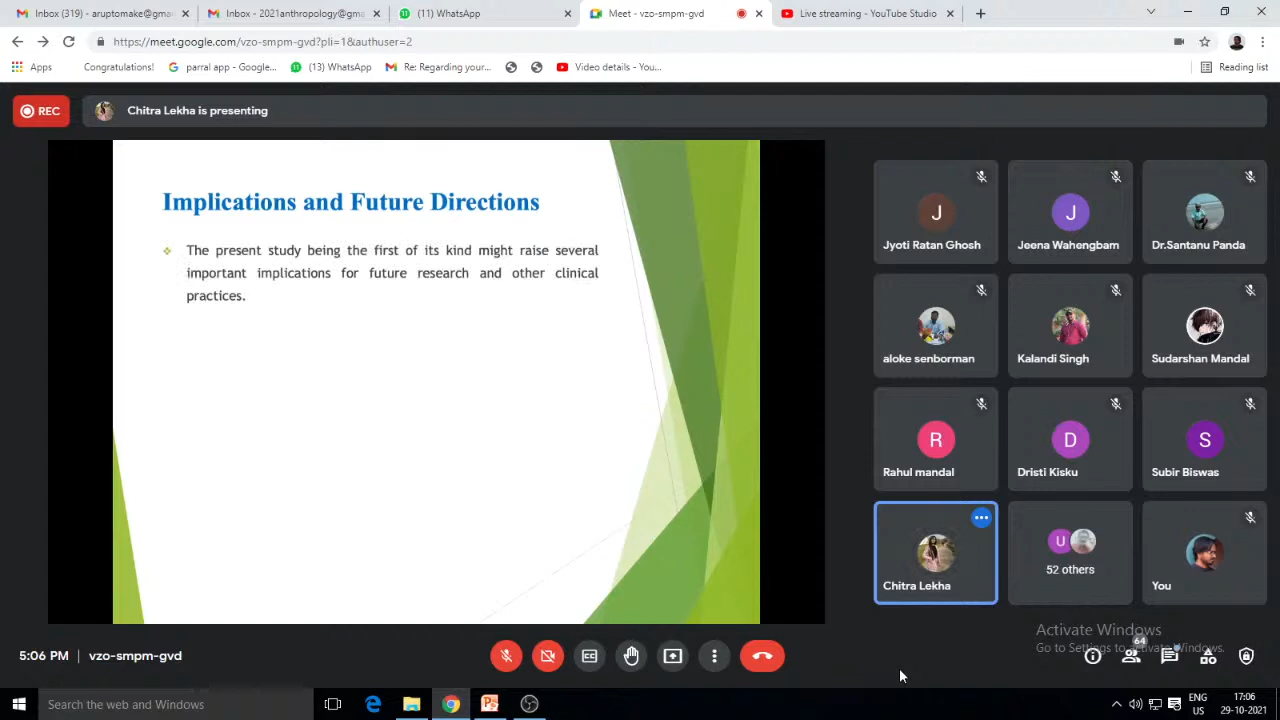 Inbox (319) - aruptomake@gmai
Inbox - 2021anthropology@gma
(11) WhatsApp
Meet - vzo-smpm-gvd
Live streaming - YouTube Studio
https://meet.google.com/vzo-smpm-gvd?pli=1&authuser=2
Apps
Congratulations!
parral app - Google...
(13) WhatsApp
Re: Regarding your...
Video details - You...
Reading list
REC
Chitra Lekha is presenting
Implications and Future Directions
The present study being the first of its kind might raise several
important implications for future research and other clinical
practices.
J
Jyoti Ratan Ghosh
J
Jeena Wahengbam
Dr.Santanu Panda
aloke senborman
Kalandi Singh
Sudarshan Mandal
R
Rahul mandal
D
Dristi Kisku
S
Subir Biswas
Chitra Lekha
U
52 others
You
Activate Windows
Go to Settings to activate Windows.
5:06 PM | vzo-smpm-gvd
64
Search the web and Windows
ENG
US
17:06
29-10-2021